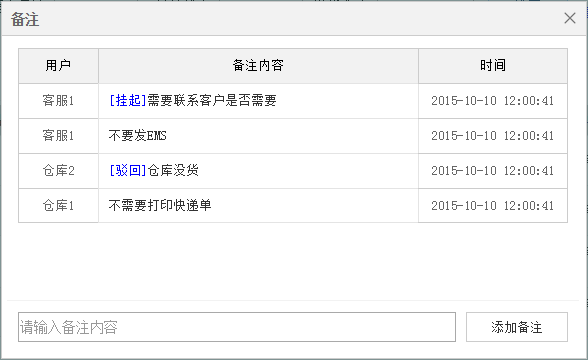 备注
用户 备注内容 时间
客服1 [挂起]需要联系客户是否需要 2015-10-10 12:00:41
客服1 不要发EMS 2015-10-10 12:00:41
仓库2 [驳回]仓库没货 2015-10-10 12:00:41
仓库1 不需要打印快递单 2015-10-10 12:00:41
请输入备注内容 添加备注